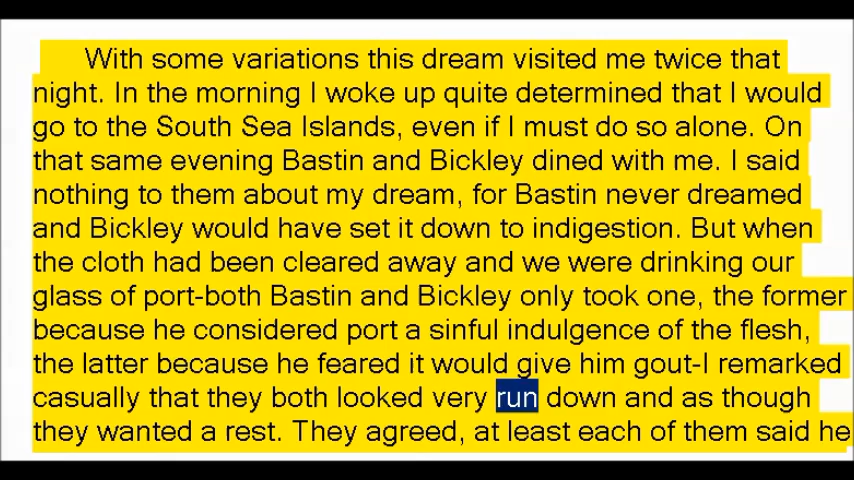 With some variations this dream visited me twice that
night. In the morning I woke up quite determined that I would
go to the South Sea Islands, even if I must do so alone. On
that same evening Bastin and Bickley dined with me. I said
nothing to them about my dream, for Bastin never dreamed
and Bickley would have set it down to indigestion. But when
the cloth had been cleared away and we were drinking our
glass of port-both Bastin and Bickley only took one, the former
because he considered port a sinful indulgence of the flesh,
the latter because he feared it would give him gout-I remarked
casually that they both looked very run down and as though
they wanted a rest. They agreed, at least each of them said he